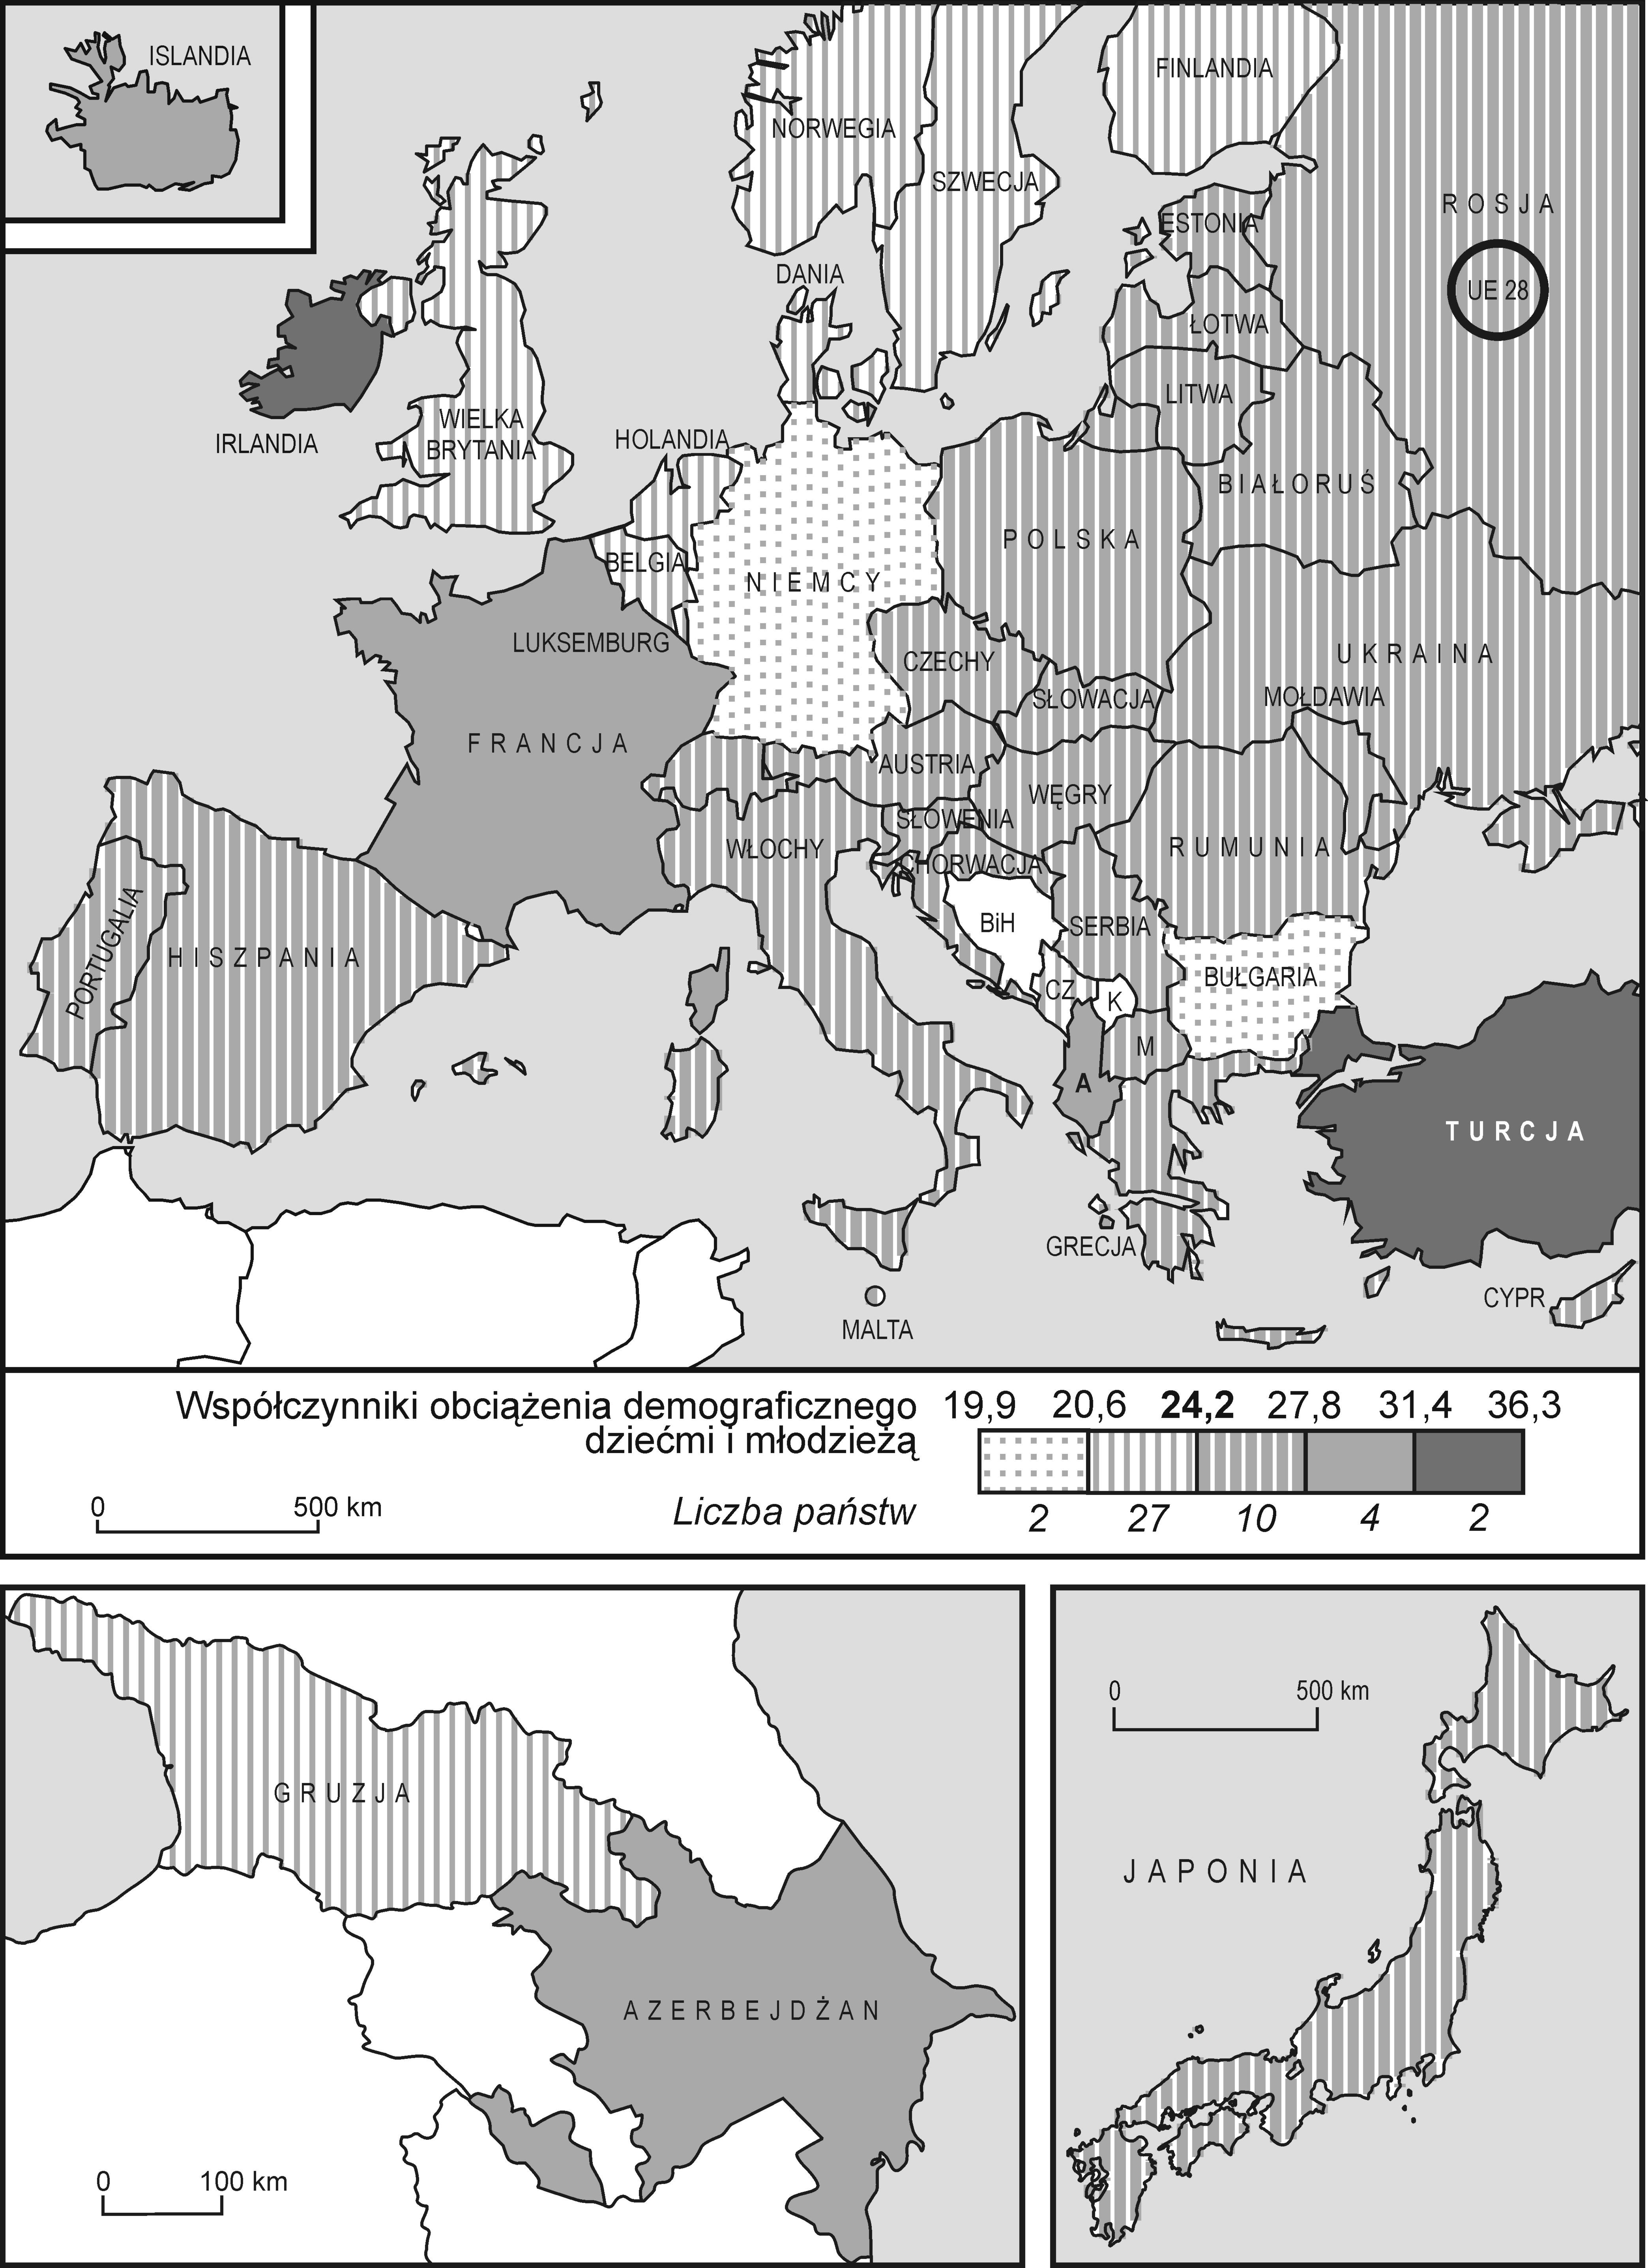 ISLANDIA
FINLANDIA
NORWEGIA
SZWECJA
ROSJA
ESTONIA
DANIA
UE 28
ŁOTWA
LITWA
WIELKA
BRYTANIA
IRLANDIA
HOLANDIA
BIAŁORUŚ
POLSKA
BELGIA
NIEMCY
LUKSEMBURG
CZECHY
UKRAINA
SŁOWACJA
MOŁDAWIA
FRANCJA
AUSTRIA
WĘGRY
SŁOWENIA
WŁOCHY
RUMUNIA
CHORWACJA
PORTUGALIA
HISZPANIA
BiH
SERBIA
BUŁGARIA
CZ
K
M
A
TURCJA
GRECJA
CYPR
MALTA
Współczynniki obciążenia demograficznego
dziećmi i młodzieżą
19,9 20,6 24,2 27,8 31,4 36,3
0 500 km
Liczba państw 2 27 10 4 2
GRUZJA
AZERBEJDŻAN
0 100 km
0 500 km
JAPONIA